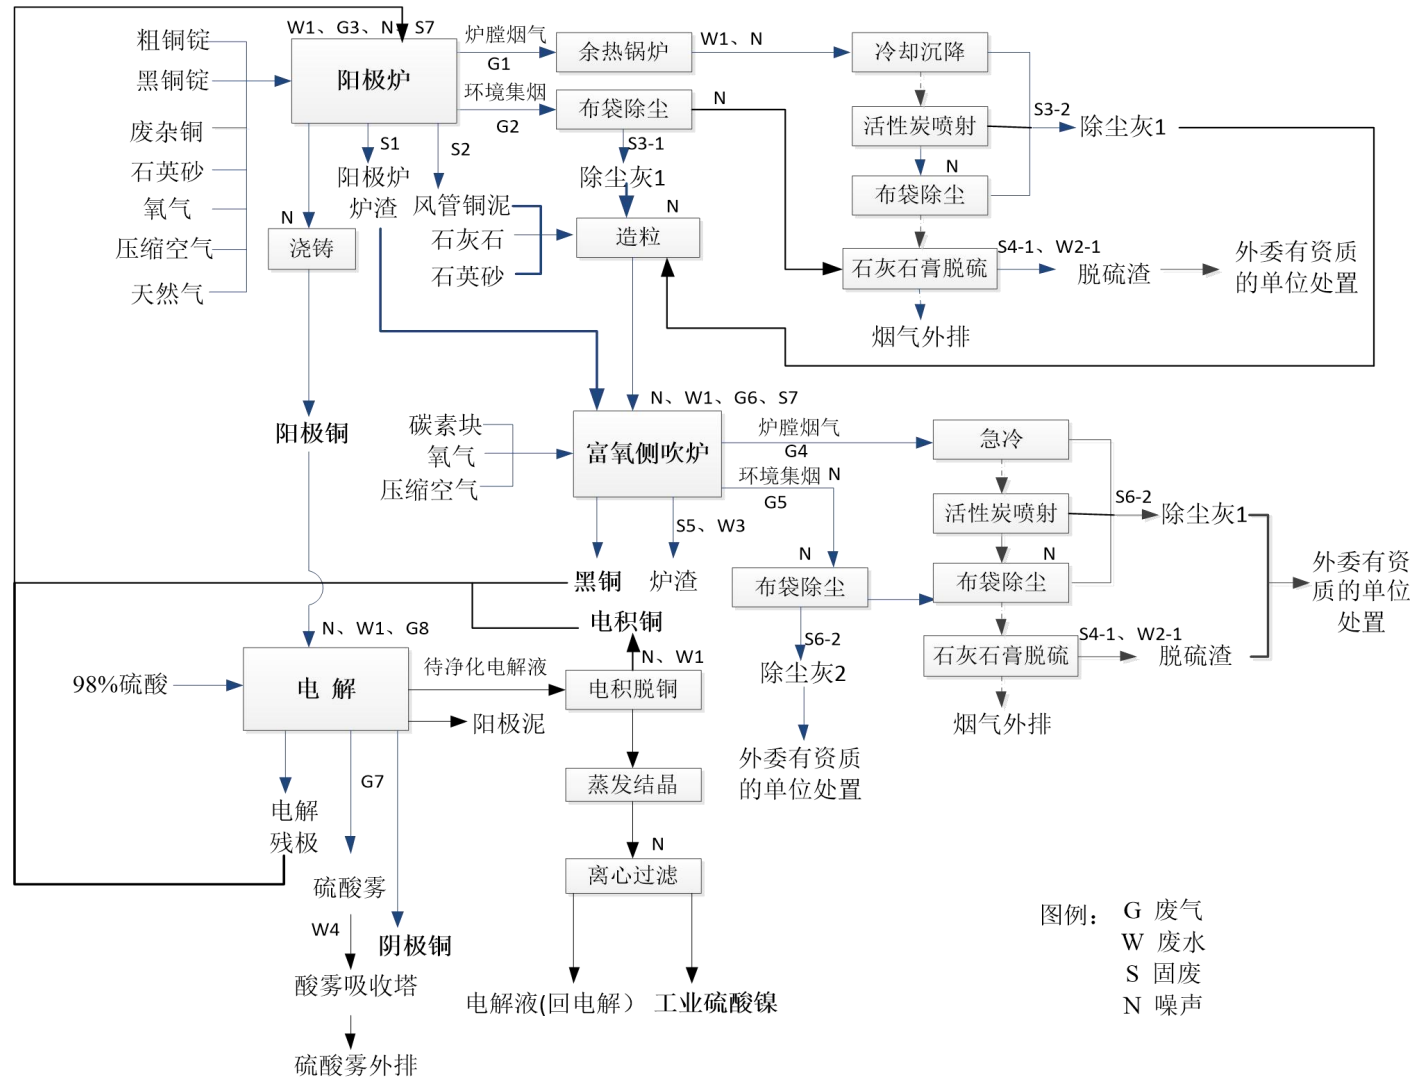 W1、G3、N、S7
粗铜锭
黑铜锭
废杂铜
石英砂
氧气
压缩空气
天然气
阳极炉
炉膛烟气
G1
环境集烟
G2
余热锅炉
W1、N
冷却沉降
布袋除尘
N
活性炭喷射
N
布袋除尘
S3-2
除尘灰1
S1
阳极炉
炉渣
S2
风管铜泥
石灰石
石英砂
S3-1
除尘灰1
N
造粒
N
浇铸
石灰石膏脱硫
S4-1、W2-1
脱硫渣
外委有资质
的单位处置
烟气外排
阳极铜
N、W1、G6、S7
碳素块
氧气
压缩空气
富氧侧吹炉
炉膛烟气
G4
环境集烟 N
G5
急冷
活性炭喷射
N
布袋除尘
S6-2
除尘灰1
外委有资
质的单位
处置
S5、W3
黑铜
炉渣
N
布袋除尘
S6-2
除尘灰2
外委有资质
的单位处置
石灰石膏脱硫
S4-1、W2-1
脱硫渣
烟气外排
电积铜
N、W1、G8
98%硫酸
电 解
待净化电解液
N、W1
电积脱铜
阳极泥
蒸发结晶
N
离心过滤
电解液(回电解）
工业硫酸镍
电解
残极
G7
硫酸雾
W4
酸雾吸收塔
硫酸雾外排
阴极铜
图例：
G 废气
W 废水
S 固废
N 噪声